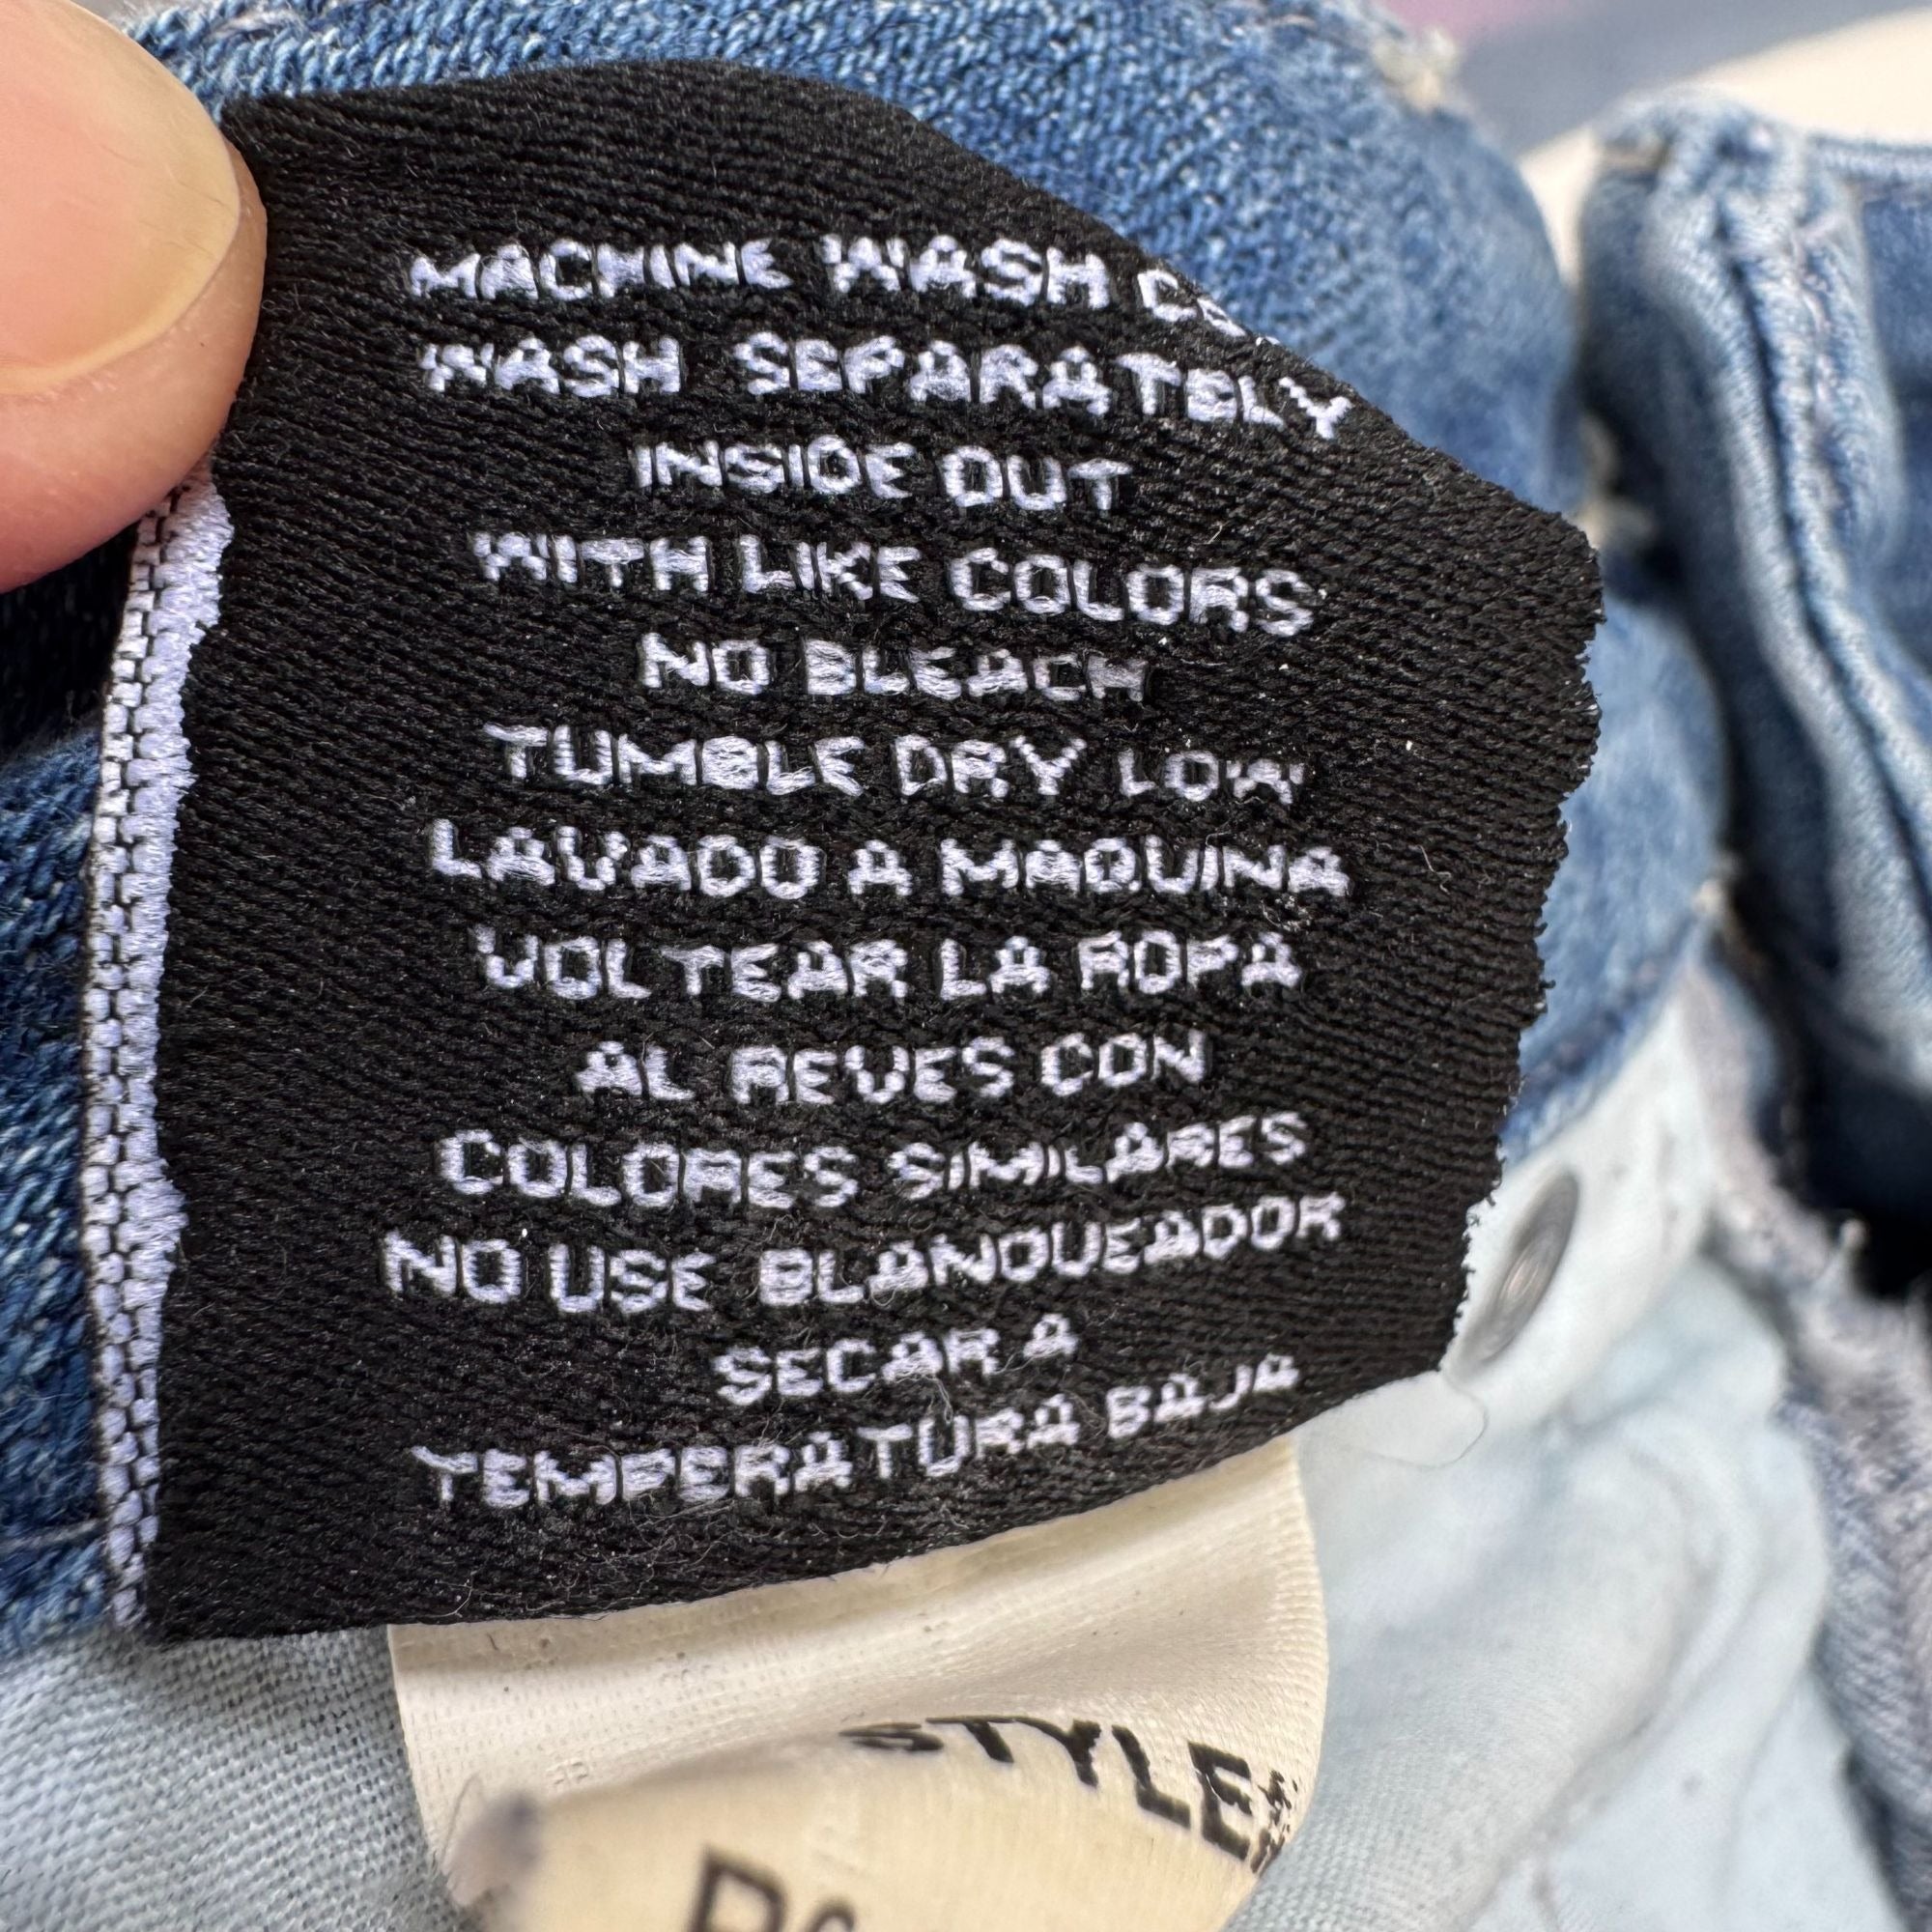 MACHINE WASH
WASH SEPARATELY
INSIDE OUT
WITH LIKE COLORS
NO BLEACH
TUMBLE DRY LOW
LAVADO A MAQUINA
VOLTEAR LA ROPA
AL REVES CON
COLORES SIMILARES
NO USE BLANQUEADOR
SECAR A
TEMPERATURA BAJA
STYLE